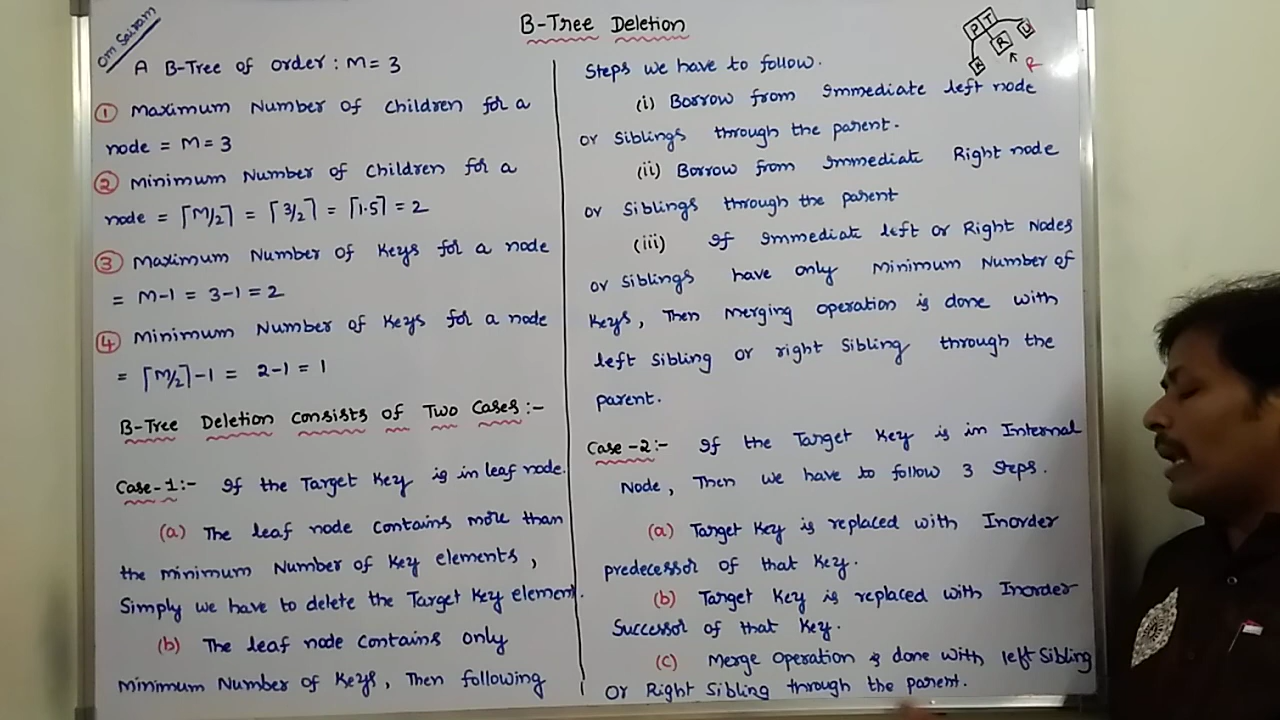 Om Sairam
B-Tree Deletion
A B-Tree of order : M = 3
① Maximum Number of children for a
node = M = 3
② Minimum Number of children for a
node = ⌈M/2⌉ = ⌈3/2⌉ = ⌈1.5⌉ = 2
③ Maximum Number of Keys for a node
= M-1 = 3-1 = 2
④ Minimum Number of Keys for a node
= ⌈M/2⌉-1 = 2-1 = 1
B-Tree Deletion consists of Two Cases:-
Case-1:- If the Target Key is in leaf node.
(a) The leaf node contains more than
the minimum Number of Key elements,
Simply we have to delete the Target Key element.
(b) The leaf node contains only
minimum Number of Keys, Then following
Steps we have to follow.
(i) Borrow from Immediate left node
or Siblings through the parent.
(ii) Borrow from Immediate Right node
or Siblings through the parent
(iii) If Immediate left or Right Nodes
or Siblings have only Minimum Number of
Keys, Then merging operation is done with
left Sibling or right Sibling through the
parent.
Case-2:- If the Target Key is in Internal
Node, Then we have to follow 3 Steps.
(a) Target Key is replaced with Inorder
predecessor of that Key.
(b) Target Key is replaced with Inorder
Successor of that Key.
(c) Merge operation is done with left Sibling
Or Right Sibling through the parent.
P T
R
U
R